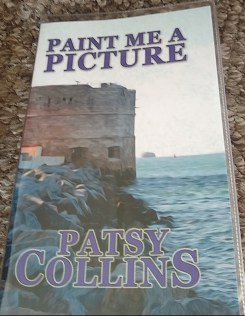 PAINT ME A
PICTURE
PATSY
COLLINS